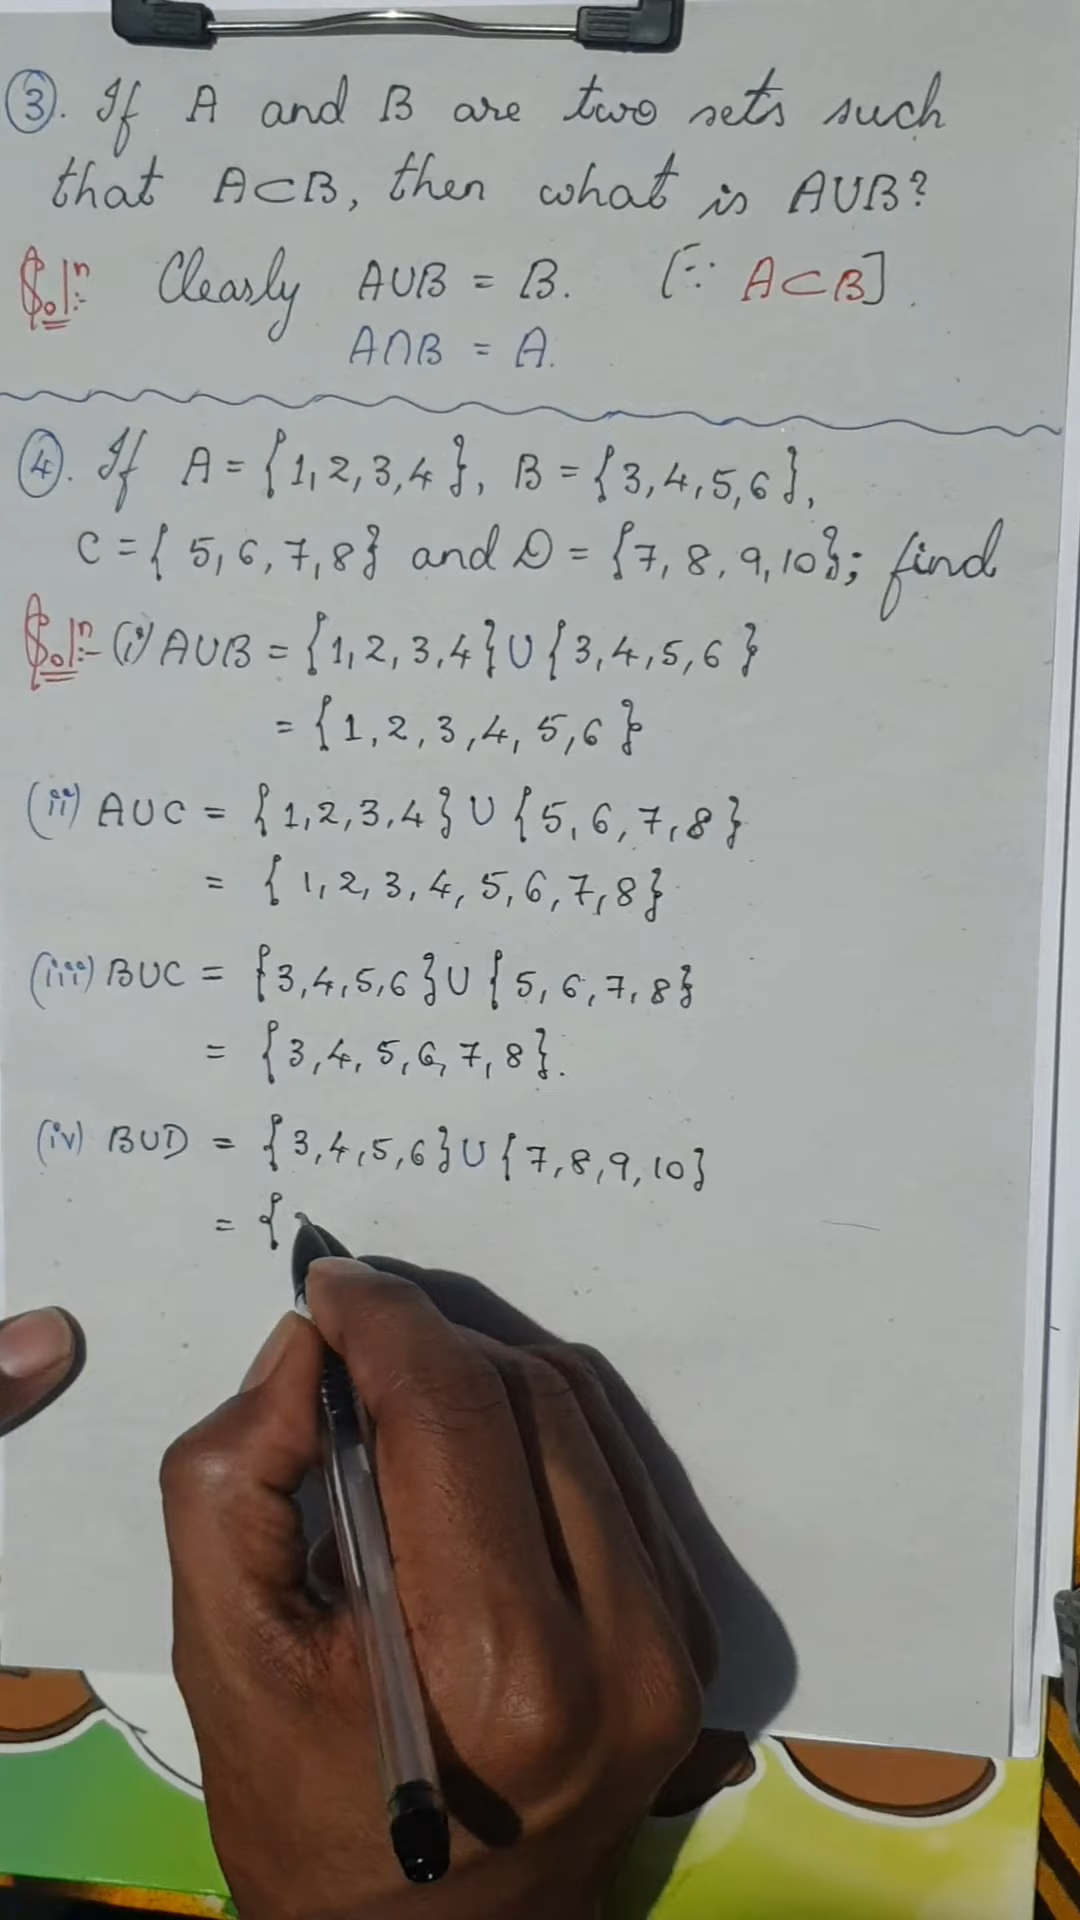 ③. If A and B are two sets such
that A⊂B, then what is A∪B?
Solⁿ:- Clearly A∪B = B. [∵ A⊂B].
A∩B = A.
④. If A = {1,2,3,4}, B = {3,4,5,6},
C = {5,6,7,8} and D = {7,8,9,10}; find
Solⁿ:- (i) A∪B = {1,2,3,4} ∪ {3,4,5,6}
= {1,2,3,4,5,6}
(ii) A∪C = {1,2,3,4} ∪ {5,6,7,8}
= {1,2,3,4,5,6,7,8}
(iii) B∪C = {3,4,5,6} ∪ {5,6,7,8}
= {3,4,5,6,7,8}.
(iv) B∪D = {3,4,5,6} ∪ {7,8,9,10}
= {